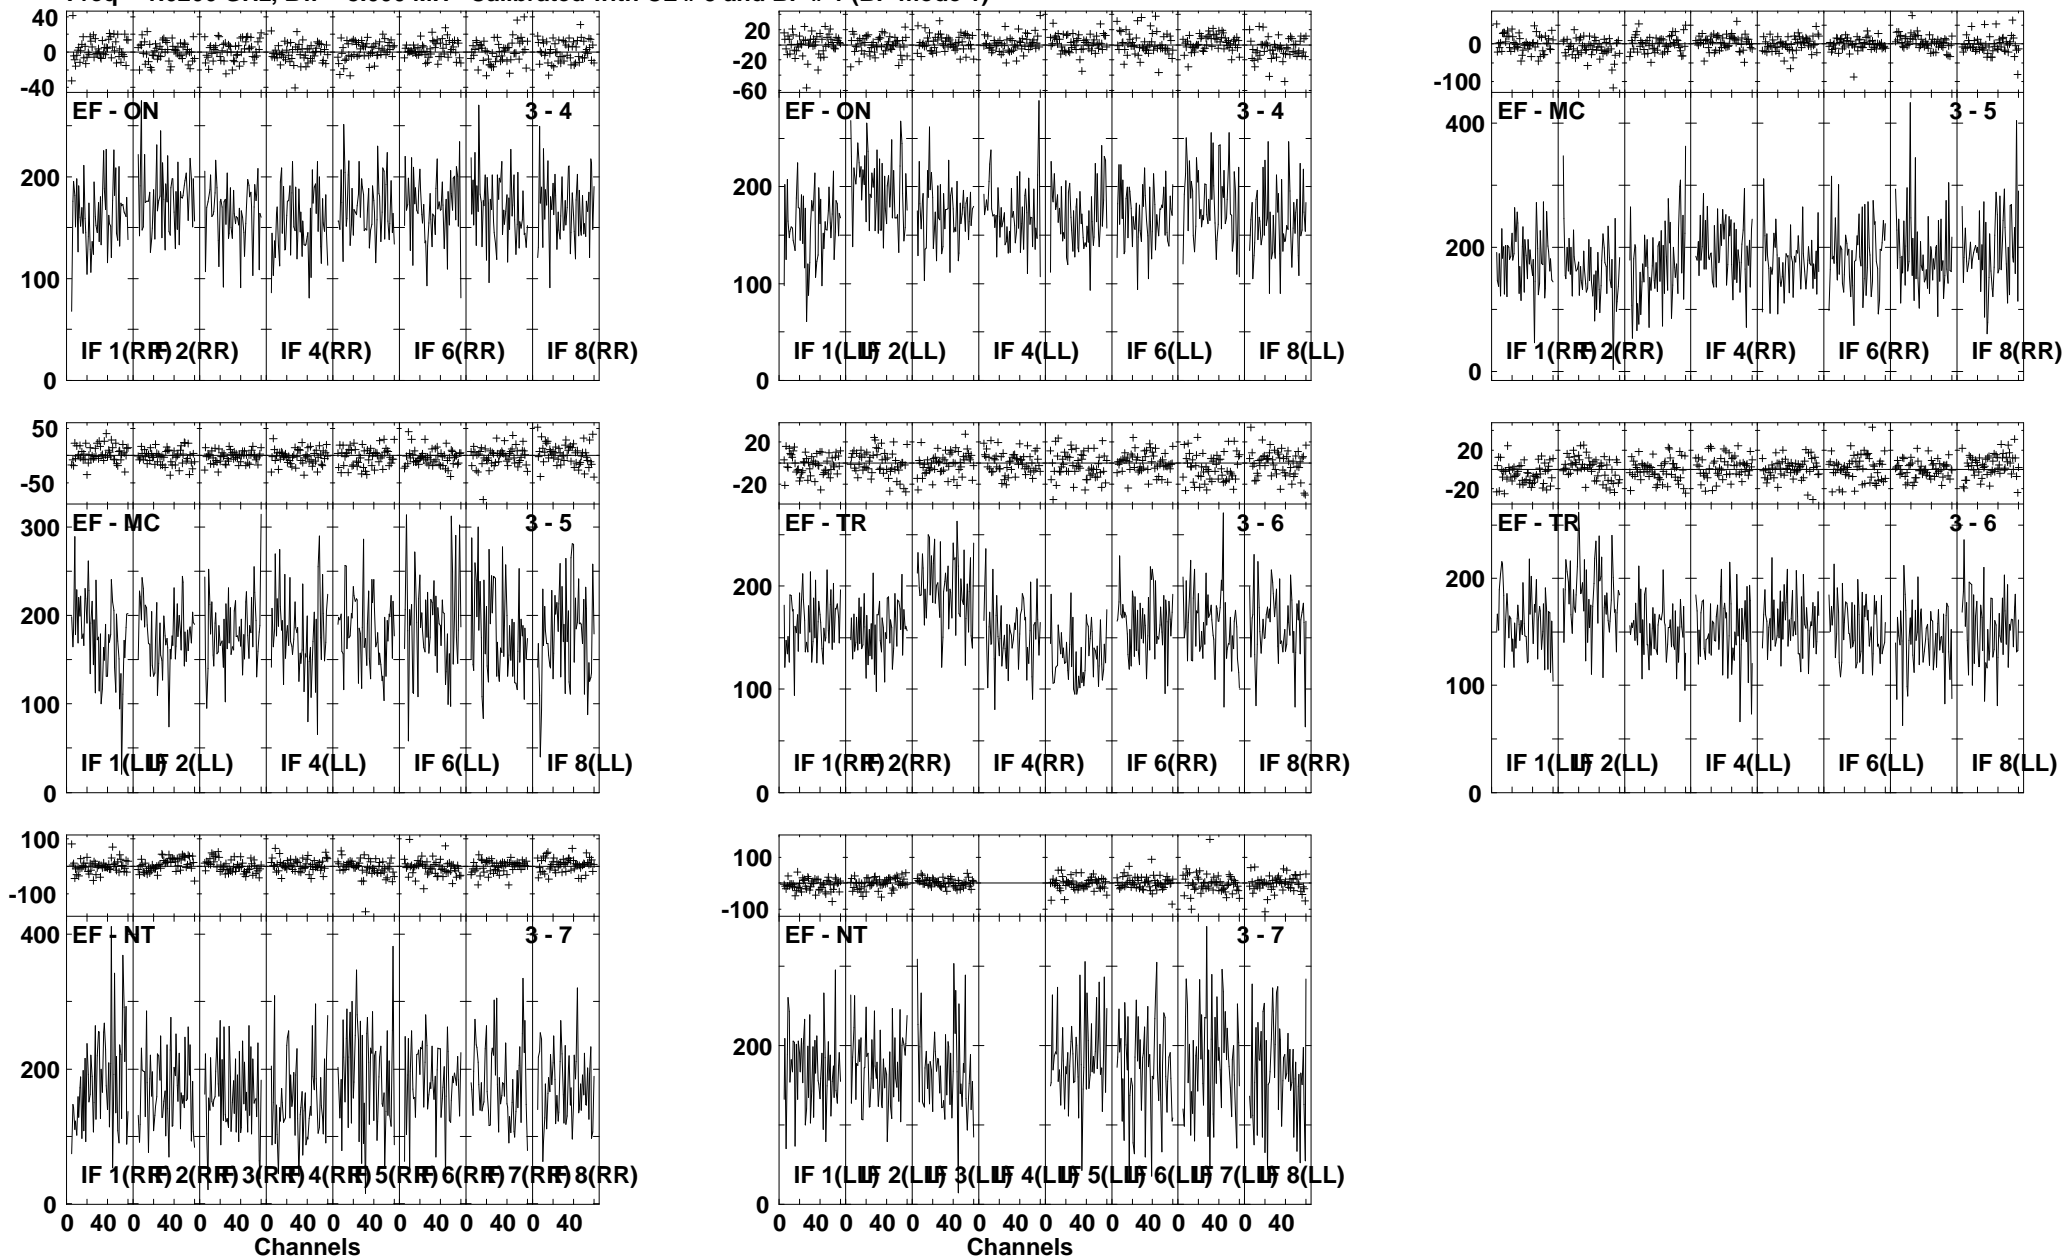 40 0 -40
EF - ON 3 - 4
200 100 0
IF 1(RR) 2(RR) IF 4(RR) IF 6(RR) IF 8(RR)
20 -20 -60
EF - ON 3 - 4
200 100 0
IF 1(LL) IF 2(LL) IF 4(LL) IF 6(LL) IF 8(LL)
0 -100
EF - MC 3 - 5
400 200 0
IF 1(RR) 2(RR) IF 4(RR) IF 6(RR) IF 8(RR)
50 -50
EF - MC 3 - 5
300 200 100 0
IF 1(LL) IF 2(LL) IF 4(LL) IF 6(LL) IF 8(LL)
20 -20
EF - TR 3 - 6
200 100 0
IF 1(RR) 2(RR) IF 4(RR) IF 6(RR) IF 8(RR)
20 -20
EF - TR 3 - 6
200 100 0
IF 1(LL) IF 2(LL) IF 4(LL) IF 6(LL) IF 8(LL)
100 -100
EF - NT 3 - 7
400 200 0
IF 1(RR) 2(RR) 3(RR) 4(RR) 5(RR) 6(RR) 7(RR) 8(RR)
0 40 0 40 0 40 0 40 0 40 0 40 0 40 0 40
Channels
100 -100
EF - NT 3 - 7
200 0
IF 1(LL) IF 2(LL) IF 3(LL) IF 4(LL) IF 5(LL) IF 6(LL) IF 7(LL) IF 8(LL)
0 40 0 40 0 40 0 40 0 40 0 40 0 40 0 40
Channels